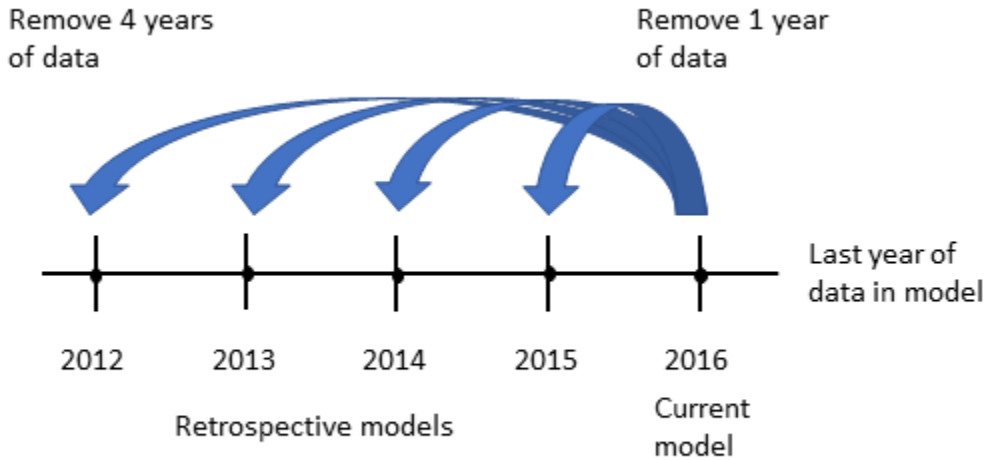 Remove 4 years
of data
Remove 1 year
of data
Last year of
data in model
2012
2013
2014
2015
2016
Retrospective models
Current
model